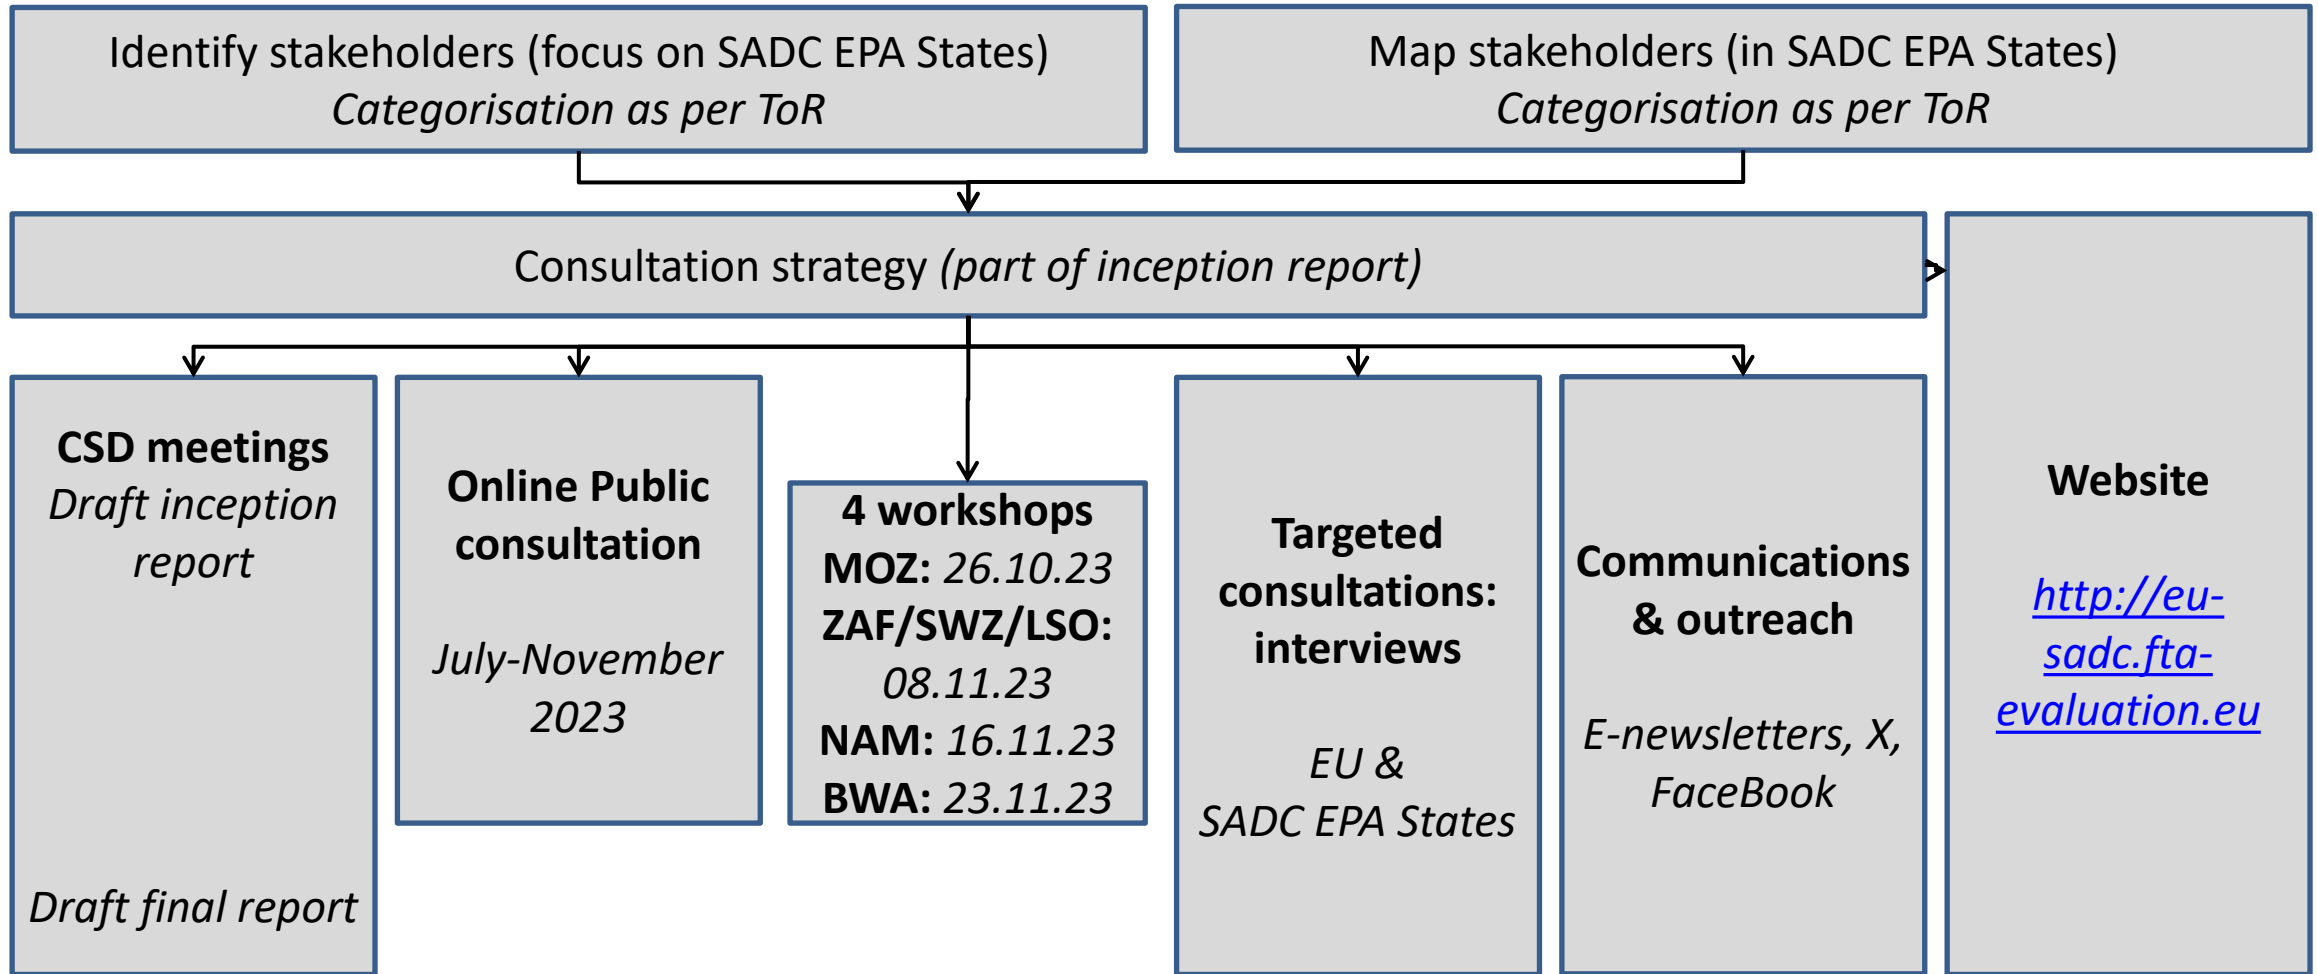 Identify stakeholders (focus on SADC EPA States)
Categorisation as per ToR
Map stakeholders (in SADC EPA States)
Categorisation as per ToR
Consultation strategy (part of inception report)
CSD meetings
Draft inception
report
Draft final report
Online Public
consultation
July-November
2023
4 workshops
MOZ: 26.10.23
ZAF/SWZ/LSO:
08.11.23
NAM: 16.11.23
BWA: 23.11.23
Targeted
consultations:
interviews
EU &
SADC EPA States
Communications
& outreach
E-newsletters, X,
FaceBook
Website
http://eu-
sadc.fta-
evaluation.eu